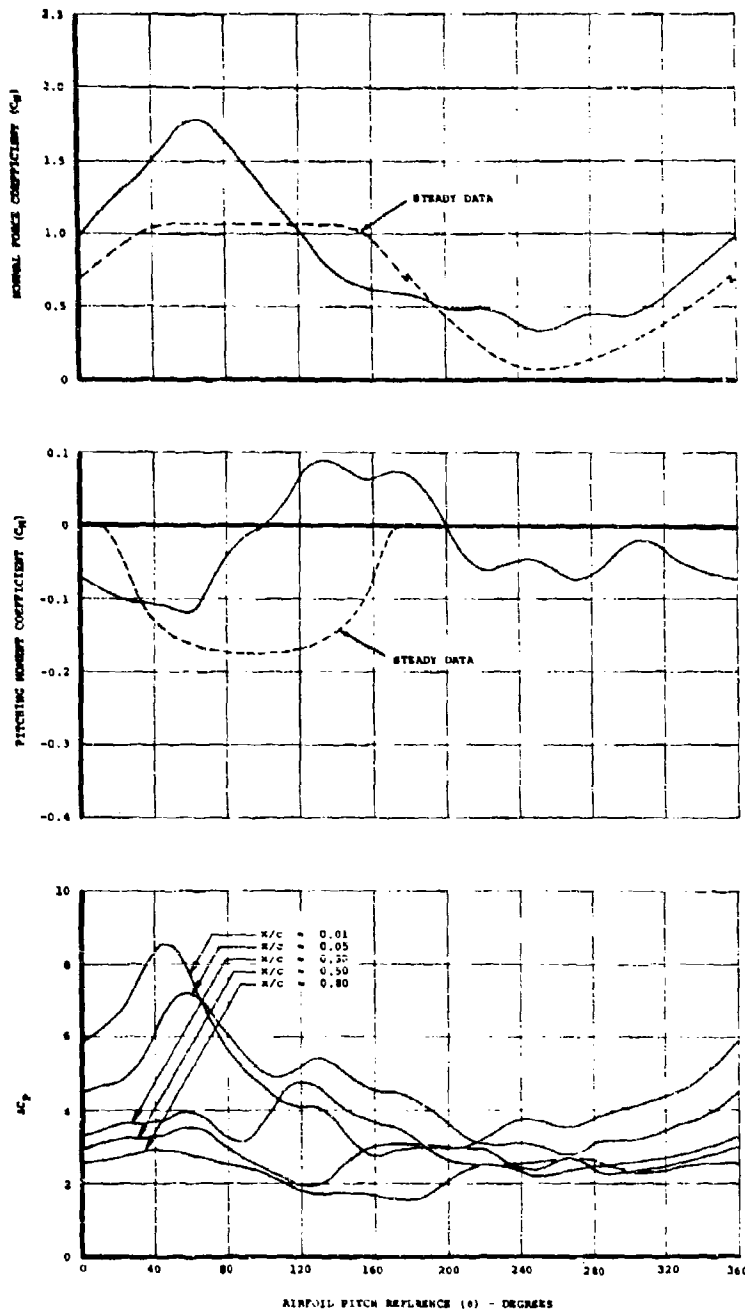 2.5
2.0
1.5
1.0
0.5
0
NORMAL FORCE COEFFICIENT (CN)
STEADY DATA
0.1
0
-0.1
-0.2
-0.3
-0.4
PITCHING MOMENT COEFFICIENT (CM)
STEADY DATA
10
8
6
4
2
0
ΔCP
X/C = 0.01
X/C = 0.05
X/C = 0.30
X/C = 0.50
X/C = 0.80
0 40 80 120 160 200 240 280 320 360
AIRFOIL PITCH REFERENCE (θ) - DEGREES